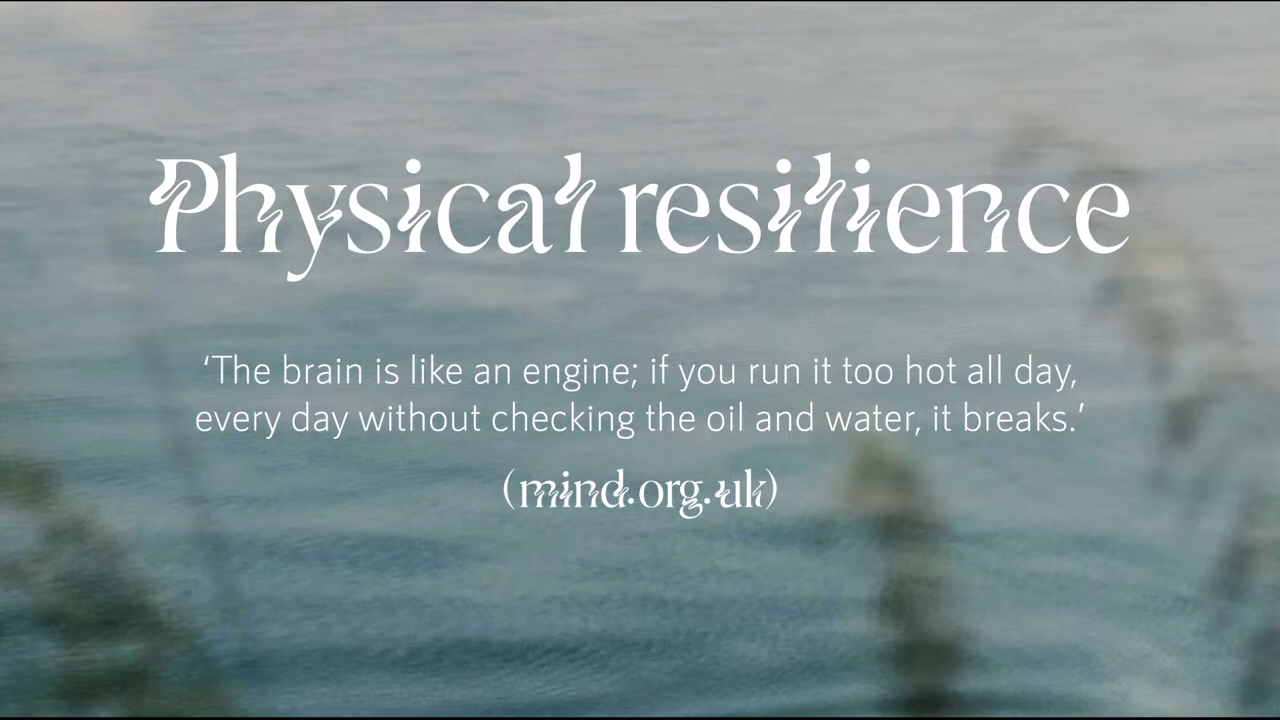 Physical resilience
‘The brain is like an engine; if you run it too hot all day,
every day without checking the oil and water, it breaks.’
(mind.org.uk)